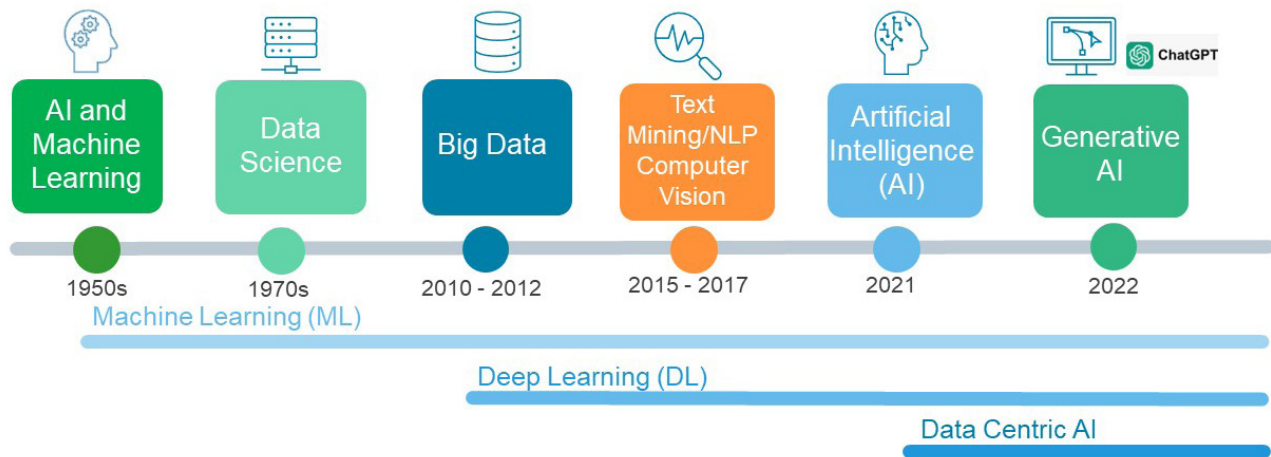 ChatGPT
AI and
Machine
Learning
Data
Science
Big Data
Text
Mining/NLP
Computer
Vision
Artificial
Intelligence
(AI)
Generative
AI
1950s
1970s
2010 - 2012
2015 - 2017
2021
2022
Machine Learning (ML)
Deep Learning (DL)
Data Centric AI